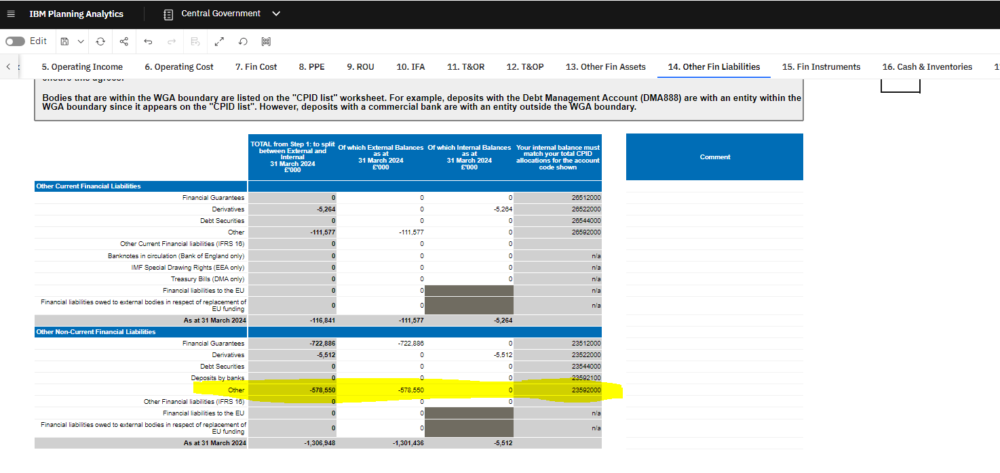 IBM Planning Analytics Central Government
Edit
5. Operating Income 6. Operating Cost 7. Fin Cost 8. PPE 9. ROU 10. IFA 11. T&OR 12. T&OP 13. Other Fin Assets 14. Other Fin Liabilities 15. Fin Instruments 16. Cash & Inventories
ensure this agrees.
Bodies that are within the WGA boundary are listed on the "CPID list" worksheet. For example, deposits with the Debt Management Account (DMA888) are with an entity within the
WGA boundary since it appears on the "CPID list". However, deposits with a commercial bank are with an entity outside the WGA boundary.
TOTAL from Step 1: to split
between External and
Internal
31 March 2024
£'000
Of which External Balances
as at
31 March 2024
£'000
Of which Internal Balances
as at
31 March 2024
£'000
Your internal balance must
match your total CPID
allocations for the account
code shown
Comment
Other Current Financial Liabilities
Financial Guarantees 0 0 0 26512000
Derivatives -5,264 0 -5,264 26522000
Debt Securities 0 0 0 26544000
Other -111,577 -111,577 0 26592000
Other Current Financial liabilities (IFRS 16) 0 0 0
Banknotes in circulation (Bank of England only) 0 0 0 n/a
IMF Special Drawing Rights (EEA only) 0 0 0 n/a
Treasury Bills (DMA only) 0 0 0 n/a
Financial liabilities to the EU 0 0 n/a
Financial liabilities owed to external bodies in respect of replacement of
EU funding 0 0 n/a
As at 31 March 2024 -116,841 -111,577 -5,264
Other Non-Current Financial Liabilities
Financial Guarantees -722,886 -722,886 0 23512000
Derivatives -5,512 0 -5,512 23522000
Debt Securities 0 0 0 23544000
Deposits by banks 0 0 0 23592100
Other -578,550 -578,550 0 23592000
Other Financial liabilities (IFRS 16) 0 0 0
Financial liabilities to the EU 0 0 n/a
Financial liabilities owed to external bodies in respect of replacement of
EU funding 0 0 n/a
As at 31 March 2024 -1,306,948 -1,301,436 -5,512